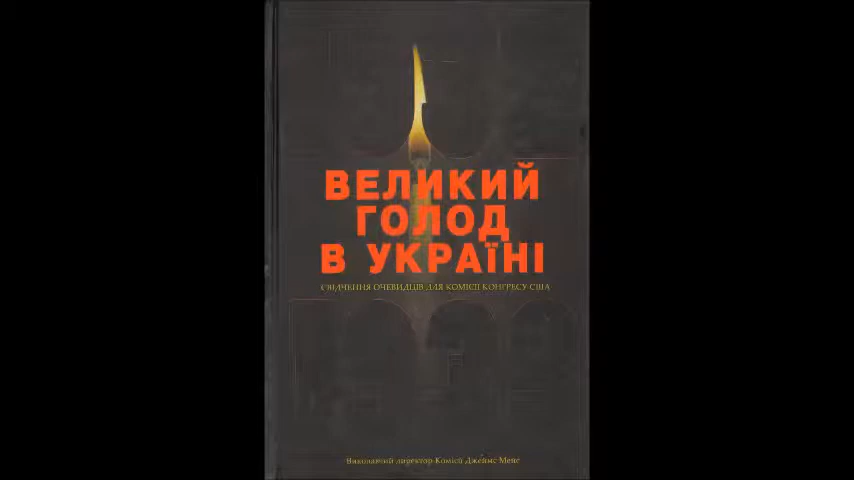 ВЕЛИКИЙ
ГОЛОД
В УКРАЇНІ
СВІДЧЕННЯ ОЧЕВИДЦІВ ДЛЯ КОМІСІЇ КОНГРЕСУ США
Виконавчий директор Комісії Джеймс Мейс